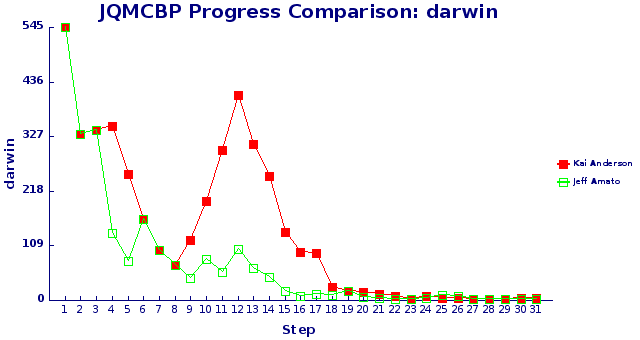 JQMCBP Progress Comparison: darwin
545
436
327
218
109
0
darwin
1 2 3 4 5 6 7 8 9 10 11 12 13 14 15 16 17 18 19 20 21 22 23 24 25 26 27 28 29 30 31
Step
Kai Anderson
Jeff Amato